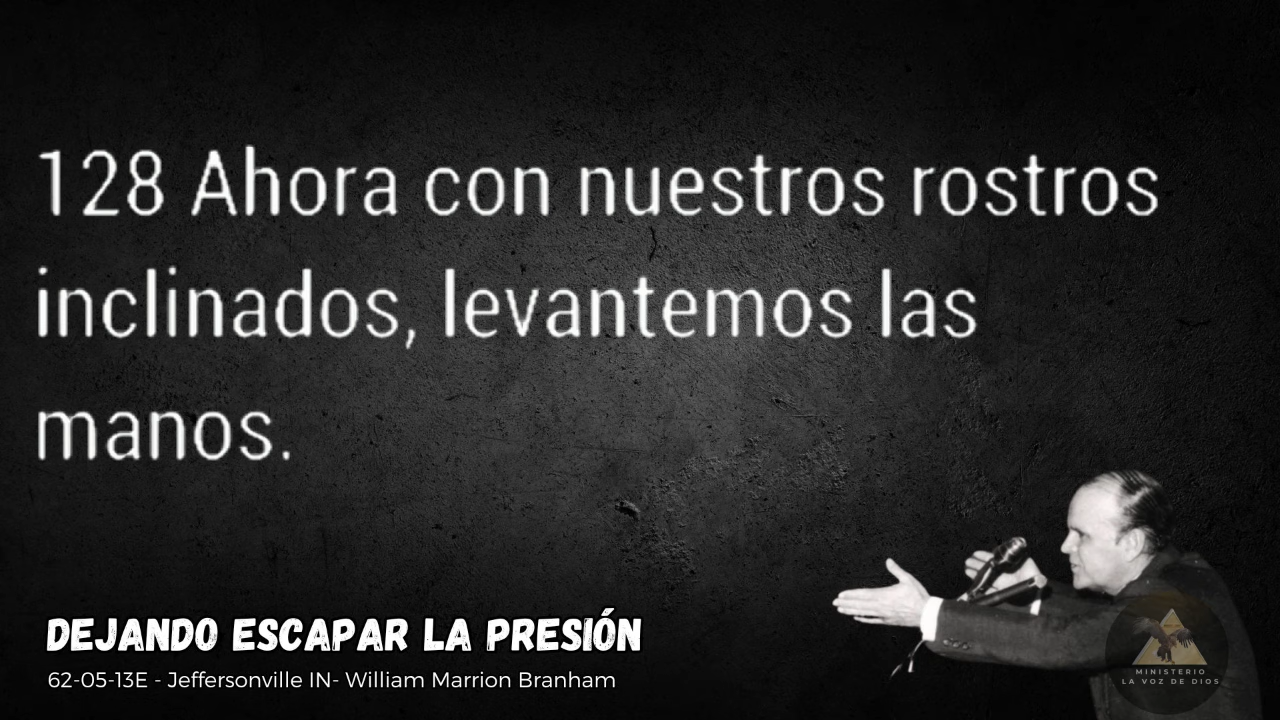 128 Ahora con nuestros rostros
inclinados, levantemos las
manos.
DEJANDO ESCAPAR LA PRESIÓN
62-05-13E - Jeffersonville IN- William Marrion Branham
MINISTERIO
LA VOZ DE DIOS